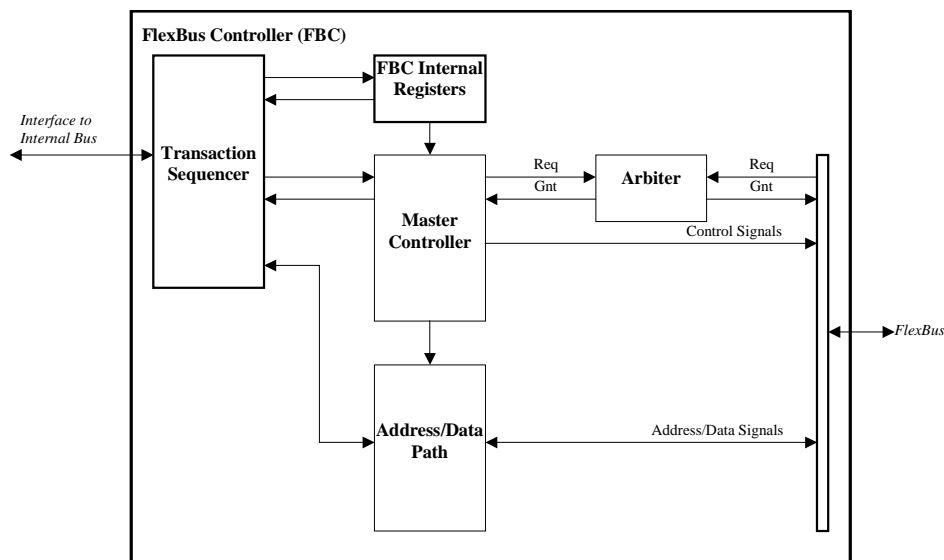 FlexBus Controller (FBC)
FBC Internal
Registers
Interface to
Internal Bus
Transaction
Sequencer
Req
Gnt
Arbiter
Req
Gnt
Master
Controller
Control Signals
FlexBus
Address/Data
Path
Address/Data Signals